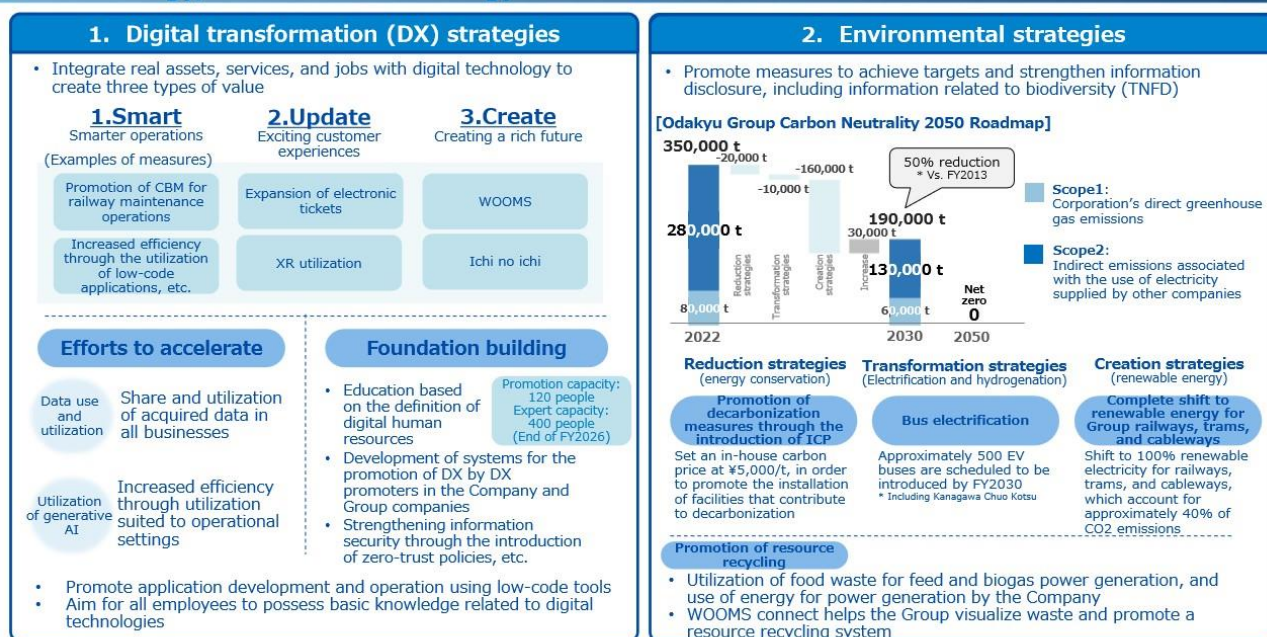 1. Digital transformation (DX) strategies
• Integrate real assets, services, and jobs with digital technology to
create three types of value
1.Smart
Smarter operations
2.Update
Exciting customer
experiences
3.Create
Creating a rich future
(Examples of measures)
Promotion of CBM for
railway maintenance
operations
Expansion of electronic
tickets
WOOMS
Increased efficiency
through the utilization
of low-code
applications, etc.
XR utilization
Ichi no ichi
Efforts to accelerate
Data use
and
utilization
Share and utilization
of acquired data in
all businesses
Utilization
of generative
AI
Increased efficiency
through utilization
suited to operational
settings
Foundation building
• Education based
on the definition of
digital human
resources
Promotion capacity:
120 people
Expert capacity:
400 people
(End of FY2026)
• Development of systems for the
promotion of DX by DX
promoters in the Company and
Group companies
• Strengthening information
security through the introduction
of zero-trust policies, etc.
• Promote application development and operation using low-code tools
• Aim for all employees to possess basic knowledge related to digital
technologies
2. Environmental strategies
• Promote measures to achieve targets and strengthen information
disclosure, including information related to biodiversity (TNFD)
[Odakyu Group Carbon Neutrality 2050 Roadmap]
350,000 t
-20,000 t
-10,000 t
-160,000 t
50% reduction
* Vs. FY2013
190,000 t
30,000 t
280,000 t
130,000 t
80,000 t
60,000 t
Reduction
strategies
Transformation
strategies
Creation
strategies
Increase
Net
zero
0
2022
2030
2050
Scope1:
Corporation's direct greenhouse
gas emissions
Scope2:
Indirect emissions associated
with the use of electricity
supplied by other companies
Reduction strategies
(energy conservation)
Promotion of
decarbonization
measures through the
introduction of ICP
Set an in-house carbon
price at ¥5,000/t, in order
to promote the installation
of facilities that contribute
to decarbonization
Transformation strategies
(Electrification and hydrogenation)
Bus electrification
Approximately 500 EV
buses are scheduled to be
introduced by FY2030
* Including Kanagawa Chuo Kotsu
Creation strategies
(renewable energy)
Complete shift to
renewable energy for
Group railways, trams,
and cableways
Shift to 100% renewable
electricity for railways,
trams, and cableways,
which account for
approximately 40% of
CO2 emissions
Promotion of resource
recycling
• Utilization of food waste for feed and biogas power generation, and
use of energy for power generation by the Company
• WOOMS connect helps the Group visualize waste and promote a
resource recycling system